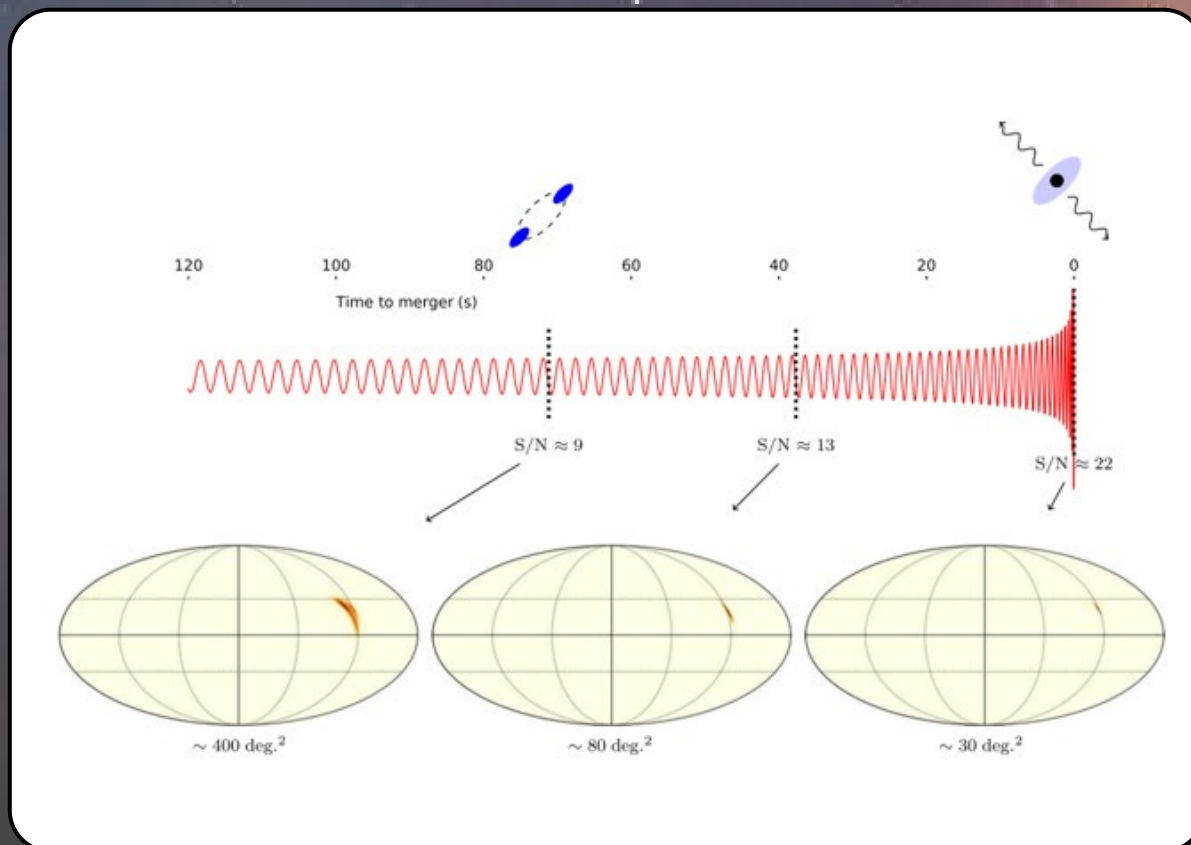 120 100 80 60 40 20 0
Time to merger (s)
S/N ≈ 9 S/N ≈ 13 S/N ≈ 22
∼ 400 deg.² ∼ 80 deg.² ∼ 30 deg.²